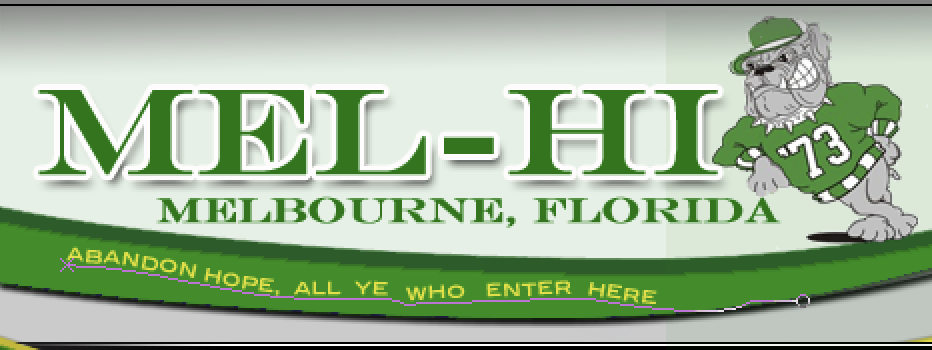 MEL-HI
'73
MELBOURNE, FLORIDA
ABANDON HOPE, ALL YE WHO ENTER HERE